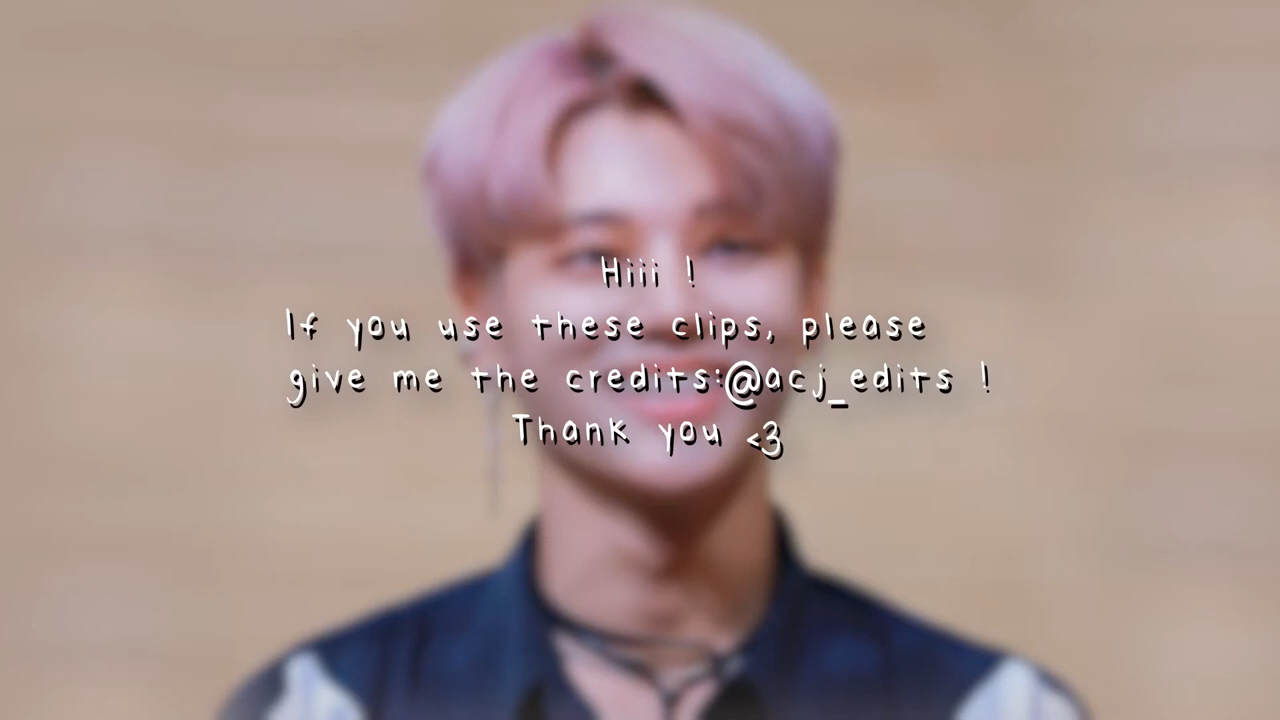 Hiii !
If you use these clips, please
give me the credits:@acj_edits !
Thank you <3